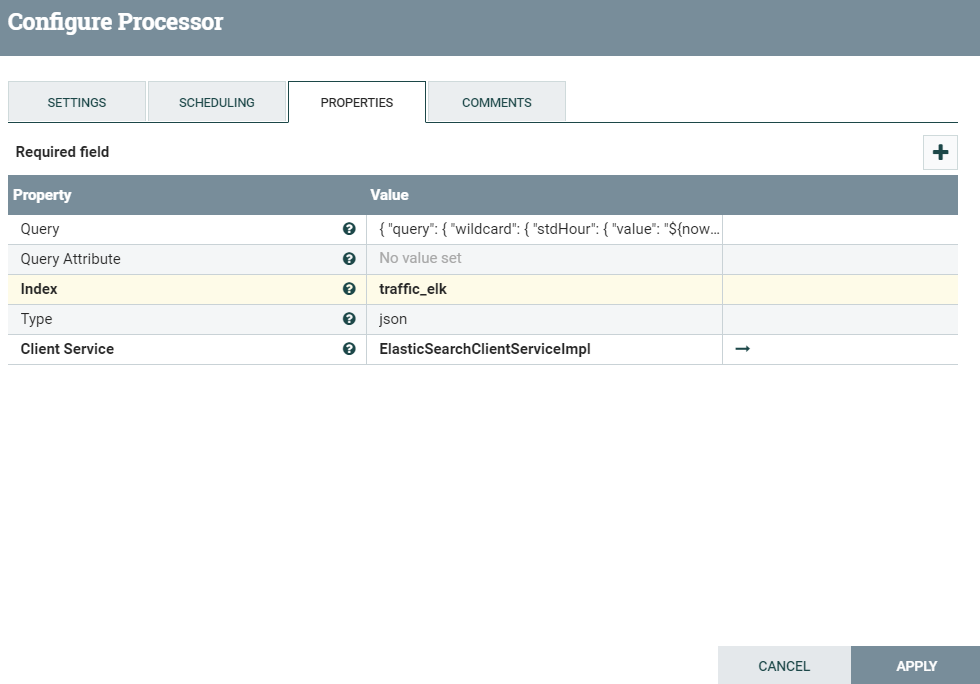 Configure Processor
SETTINGS SCHEDULING PROPERTIES COMMENTS
Required field
Property Value
Query { "query": { "wildcard": { "stdHour": { "value": "${now...
Query Attribute No value set
Index traffic_elk
Type json
Client Service ElasticSearchClientServiceImpl
CANCEL APPLY